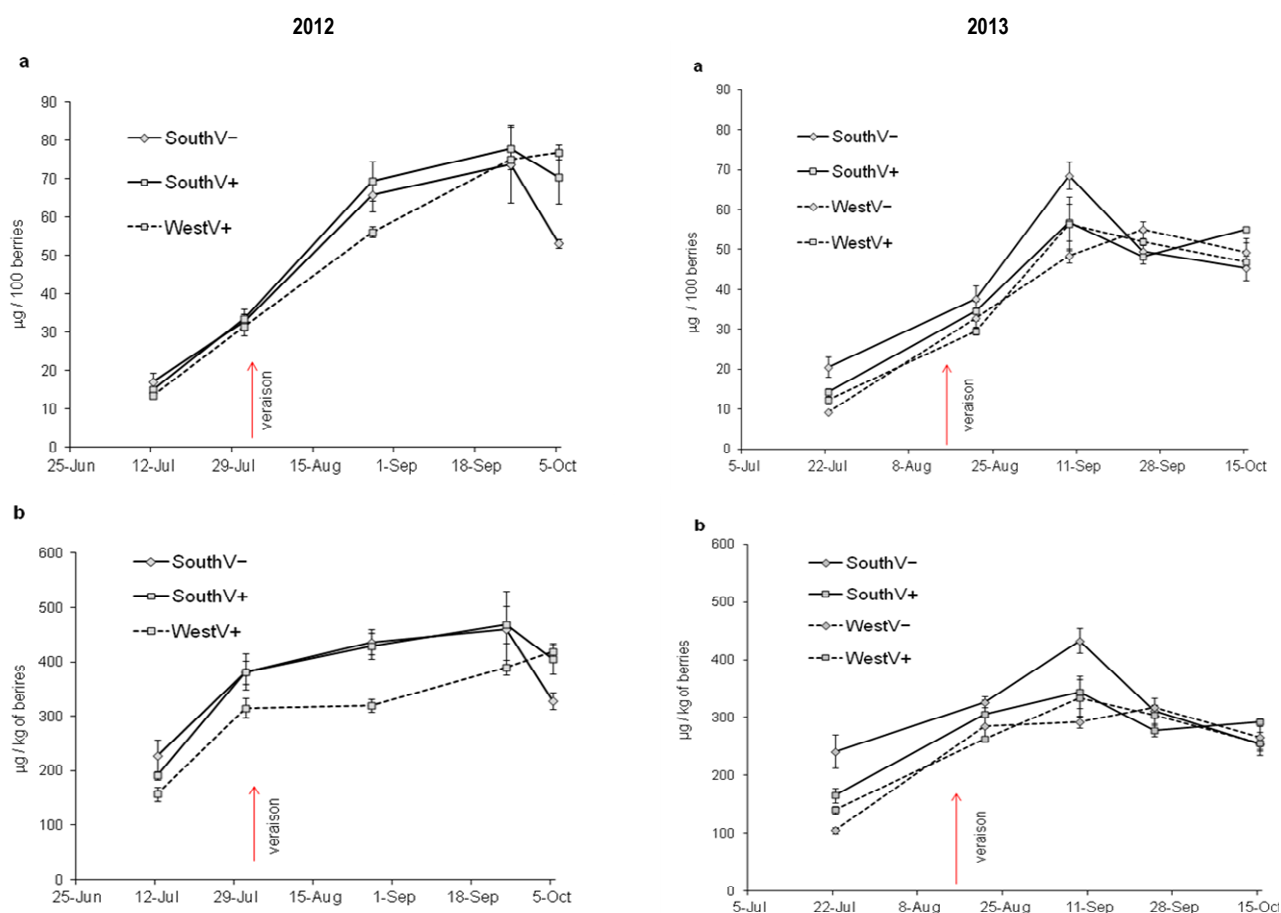 2012
2013
a
90
80
70
60
50
40
30
20
10
0
µg / 100 berries
SouthV−
SouthV+
WestV+
veraison
25-Jun 12-Jul 29-Jul 15-Aug 1-Sep 18-Sep 5-Oct
a
90
80
70
60
50
40
30
20
10
0
µg / 100 berries
SouthV−
SouthV+
WestV−
WestV+
veraison
5-Jul 22-Jul 8-Aug 25-Aug 11-Sep 28-Sep 15-Oct
b
600
500
400
300
200
100
0
µg / kg of berires
SouthV−
SouthV+
WestV+
veraison
25-Jun 12-Jul 29-Jul 15-Aug 1-Sep 18-Sep 5-Oct
b
600
500
400
300
200
100
0
µg / kg of berries
SouthV−
SouthV+
WestV−
WestV+
veraison
5-Jul 22-Jul 8-Aug 25-Aug 11-Sep 28-Sep 15-Oct